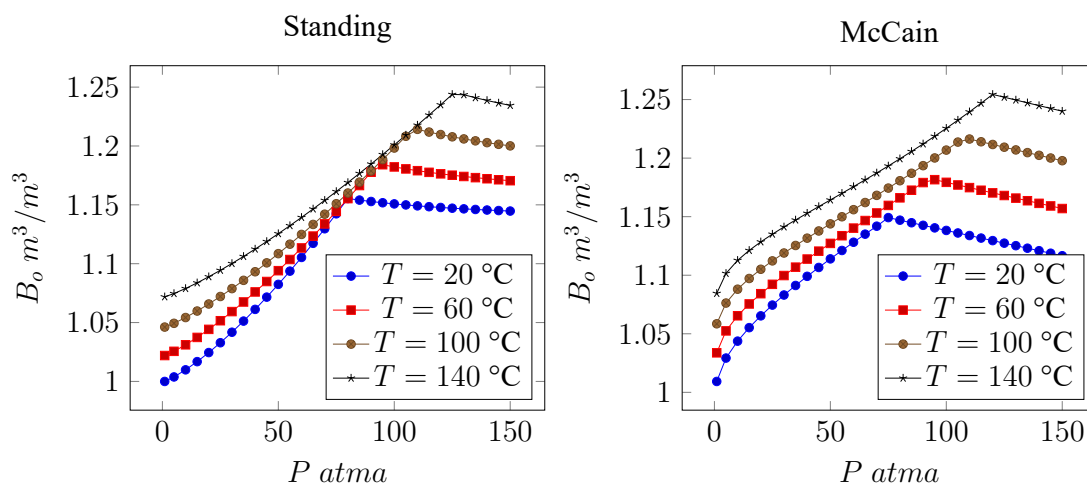 Standing
1.25
1.2
1.15
1.1
1.05
1
B_o m^3/m^3
T = 20 °C
T = 60 °C
T = 100 °C
T = 140 °C
0 50 100 150
P atma
McCain
1.25
1.2
1.15
1.1
1.05
1
B_o m^3/m^3
T = 20 °C
T = 60 °C
T = 100 °C
T = 140 °C
0 50 100 150
P atma